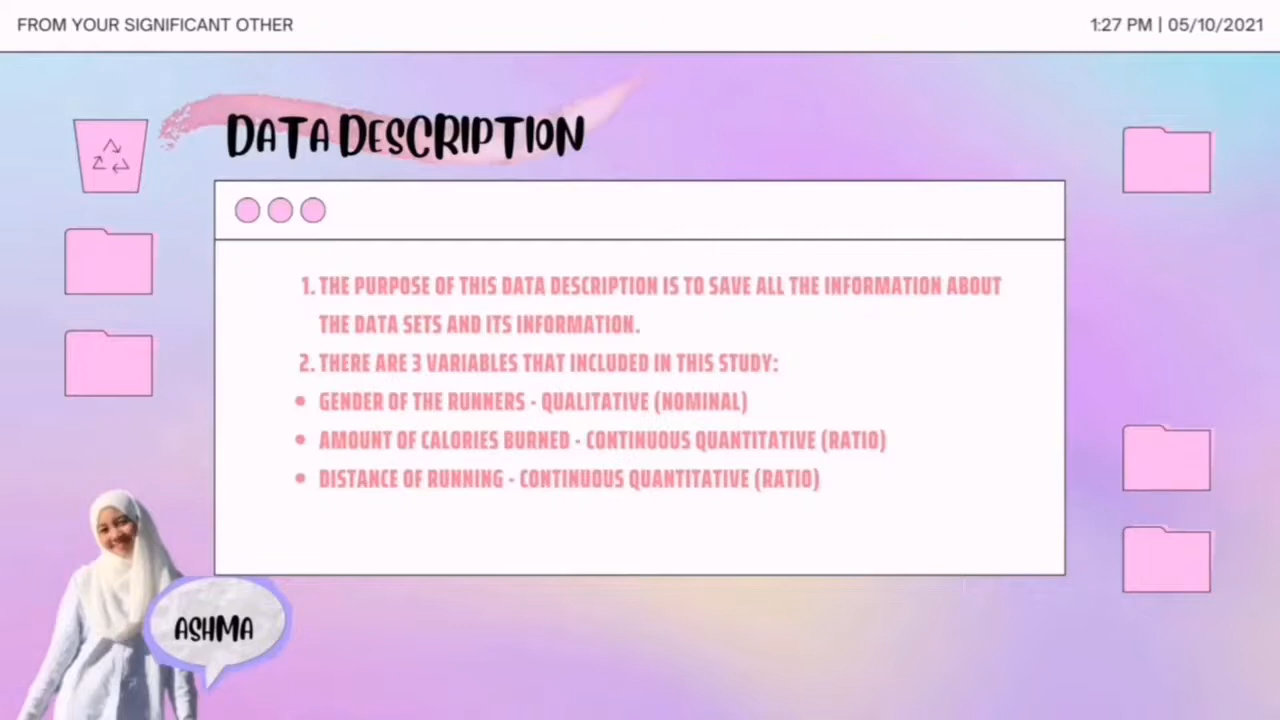 FROM YOUR SIGNIFICANT OTHER
1:27 PM | 05/10/2021
DATA DESCRIPTION
1. THE PURPOSE OF THIS DATA DESCRIPTION IS TO SAVE ALL THE INFORMATION ABOUT
THE DATA SETS AND ITS INFORMATION.
2. THERE ARE 3 VARIABLES THAT INCLUDED IN THIS STUDY:
• GENDER OF THE RUNNERS - QUALITATIVE (NOMINAL)
• AMOUNT OF CALORIES BURNED - CONTINUOUS QUANTITATIVE (RATIO)
• DISTANCE OF RUNNING - CONTINUOUS QUANTITATIVE (RATIO)
ASHMA